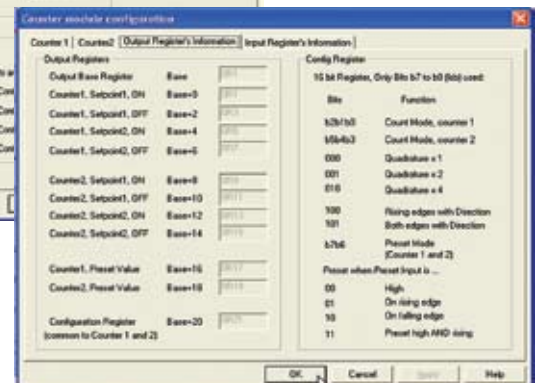 Counter module configuration
Counter 1 Counter2 Output Register's Information Input Register's Information
Output Registers
Output Base Register Base
Counter1, Setpoint1, ON Base+0
Counter1, Setpoint1, OFF Base+2
Counter1, Setpoint2, ON Base+4
Counter1, Setpoint2, OFF Base+6
Counter2, Setpoint1, ON Base+8
Counter2, Setpoint1, OFF Base+10
Counter2, Setpoint2, ON Base+12
Counter2, Setpoint2, OFF Base+14
Counter1, Preset Value Base+16
Counter2, Preset Value Base+18
Configuration Register Base+20
(common to Counter 1 and 2)
Config Register
16 bit Register, Only Bits b7 to b0 (lsb) used:
Bits Function
b2b1b0 Count Mode, counter 1
b5b4b3 Count Mode, counter 2
000 Quadrature x 1
001 Quadrature x 2
010 Quadrature x 4
100 Rising edges with Direction
101 Both edges with Direction
b7b6 Preset Mode
(Counter 1 and 2)
Preset when Preset Input is ...
00 High
01 On rising edge
10 On falling edge
11 Preset high AND rising
OK Cancel Apply Help